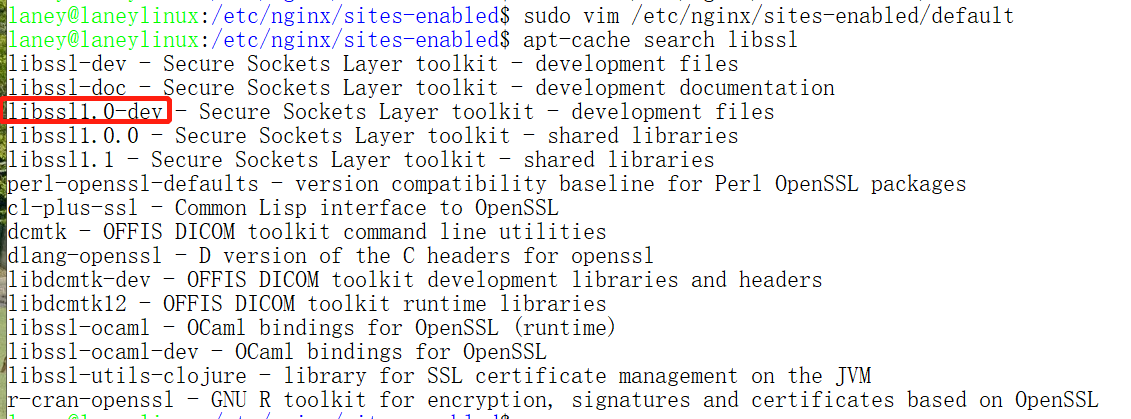 laney@laneylinux:/etc/nginx/sites-enabled$ sudo vim /etc/nginx/sites-enabled/default
laney@laneylinux:/etc/nginx/sites-enabled$ apt-cache search libssl
libssl-dev - Secure Sockets Layer toolkit - development files
libssl-doc - Secure Sockets Layer toolkit - development documentation
libssl1.0-dev - Secure Sockets Layer toolkit - development files
libssl1.0.0 - Secure Sockets Layer toolkit - shared libraries
libssl1.1 - Secure Sockets Layer toolkit - shared libraries
perl-openssl-defaults - version compatibility baseline for Perl OpenSSL packages
cl-plus-ssl - Common Lisp interface to OpenSSL
dcmtk - OFFIS DICOM toolkit command line utilities
dlang-openssl - D version of the C headers for openssl
libdcmtk-dev - OFFIS DICOM toolkit development libraries and headers
libdcmtk12 - OFFIS DICOM toolkit runtime libraries
libssl-ocaml - OCaml bindings for OpenSSL (runtime)
libssl-ocaml-dev - OCaml bindings for OpenSSL
libssl-utils-clojure - library for SSL certificate management on the JVM
r-cran-openssl - GNU R toolkit for encryption, signatures and certificates based on OpenSSL